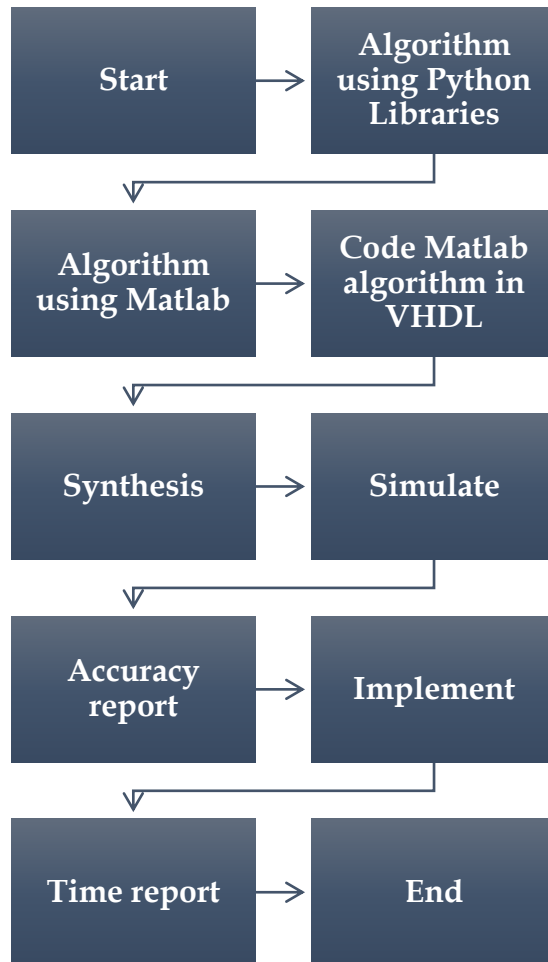 Start
Algorithm
using Python
Libraries
Algorithm
using Matlab
Code Matlab
algorithm in
VHDL
Synthesis
Simulate
Accuracy
report
Implement
Time report
End